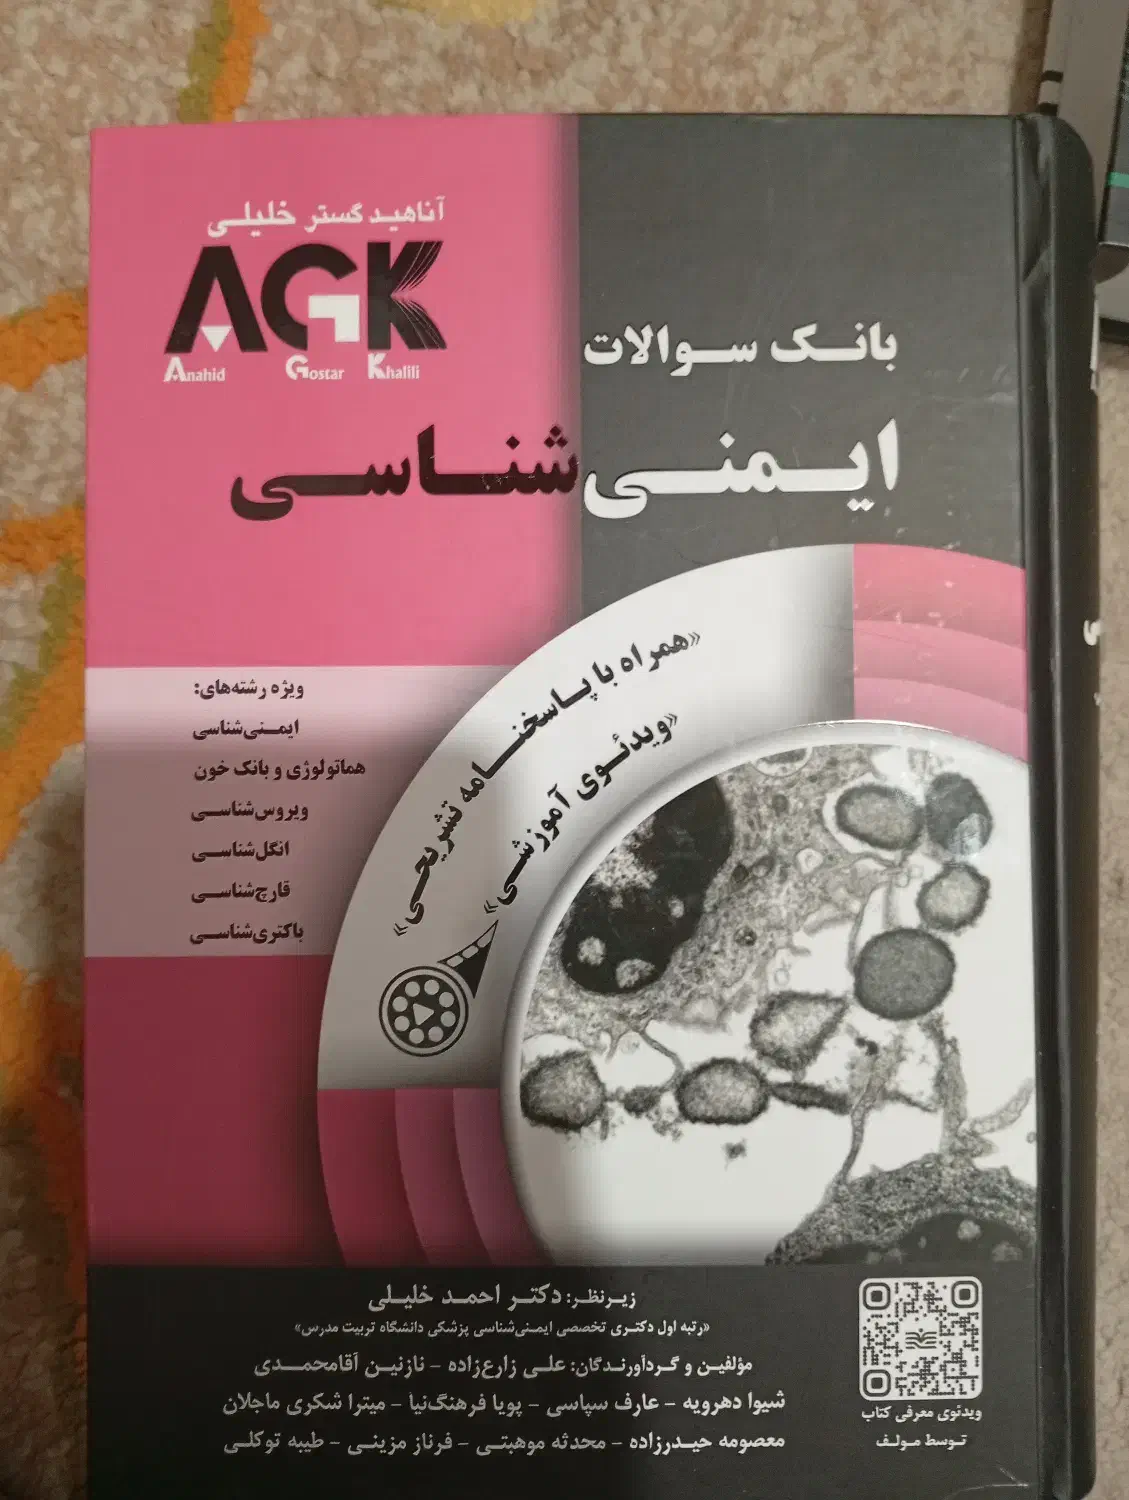 آناهید گستر خلیلی
AGK
Anahid Gostar Khalili
بانک سوالات
ایمنی‌شناسی
«همراه با پاسخنامه تشریحی»
«ویدئوی آموزشی»
ویژه رشته‌های:
ایمنی‌شناسی
هماتولوژی و بانک خون
ویروس‌شناسی
انگل‌شناسی
قارچ‌شناسی
باکتری‌شناسی
زیرنظر: دکتر احمد خلیلی
«رتبه اول دکتری تخصصی ایمنی‌شناسی پزشکی دانشگاه تربیت مدرس»
مؤلفین و گردآورندگان: علی زارع‌زاده - نازنین آقامحمدی
شیوا دهرویه - عارف سپاسی - پویا فرهنگ‌نیا - میترا شکری ماجلان
معصومه حیدرزاده - محدثه موهبتی - فرناز مزینی - طیبه توکلی
ویدئوی معرفی کتاب
توسط مولف